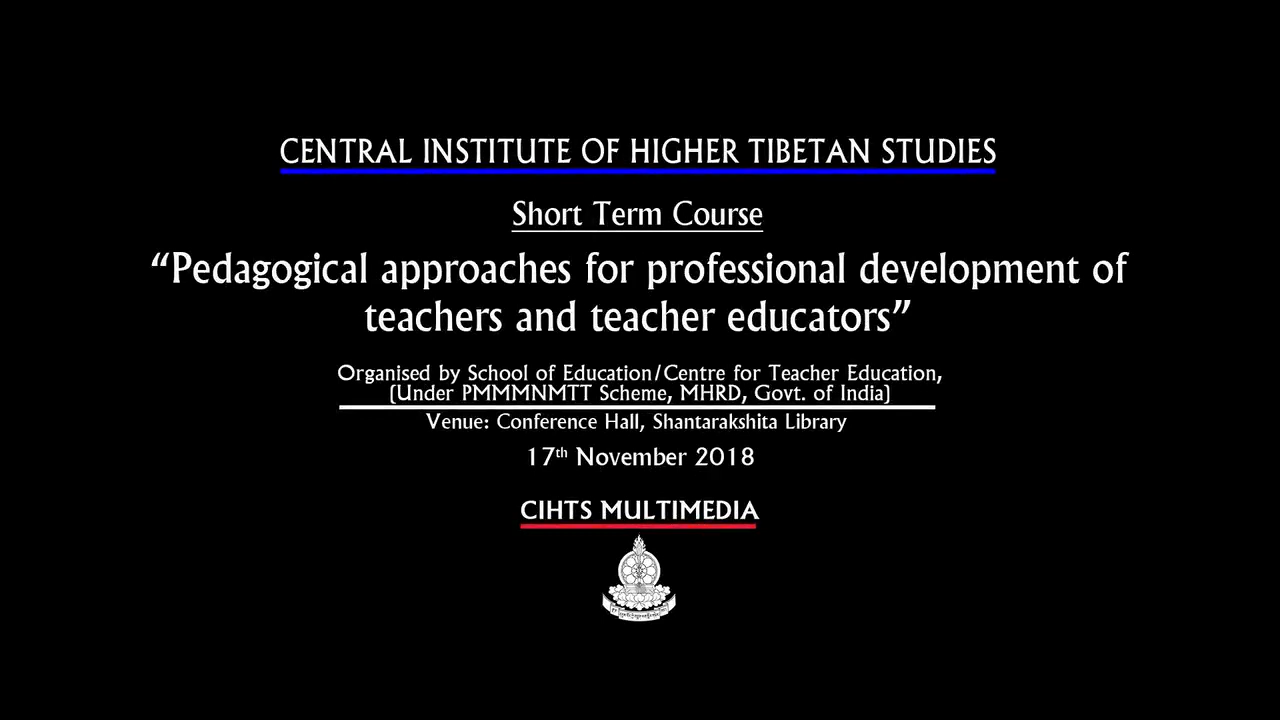 CENTRAL INSTITUTE OF HIGHER TIBETAN STUDIES
Short Term Course
“Pedagogical approaches for professional development of
teachers and teacher educators”
Organised by School of Education/Centre for Teacher Education,
(Under PMMMNMTT Scheme, MHRD, Govt. of India)
Venue: Conference Hall, Shantarakshita Library
17th November 2018
CIHTS MULTIMEDIA